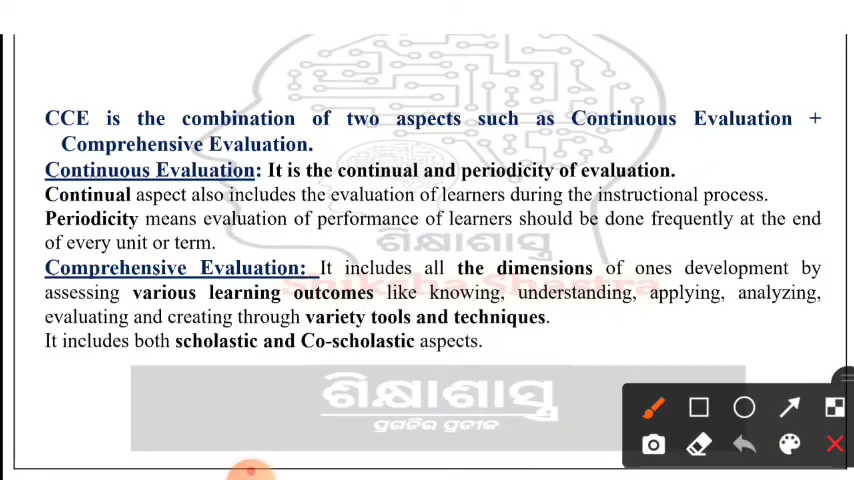 CCE is the combination of two aspects such as Continuous Evaluation +
Comprehensive Evaluation.
Continuous Evaluation: It is the continual and periodicity of evaluation.
Continual aspect also includes the evaluation of learners during the instructional process.
Periodicity means evaluation of performance of learners should be done frequently at the end
of every unit or term.
ଶିକ୍ଷାଶାସ୍ତ୍ର
Comprehensive Evaluation: It includes all the dimensions of ones development by
Shiksha Shastra
assessing various learning outcomes like knowing, understanding, applying, analyzing,
evaluating and creating through variety tools and techniques.
It includes both scholastic and Co-scholastic aspects.
ଶିକ୍ଷାଶାସ୍ତ୍ର
ପ୍ରଗତିର ପ୍ରତୀକ